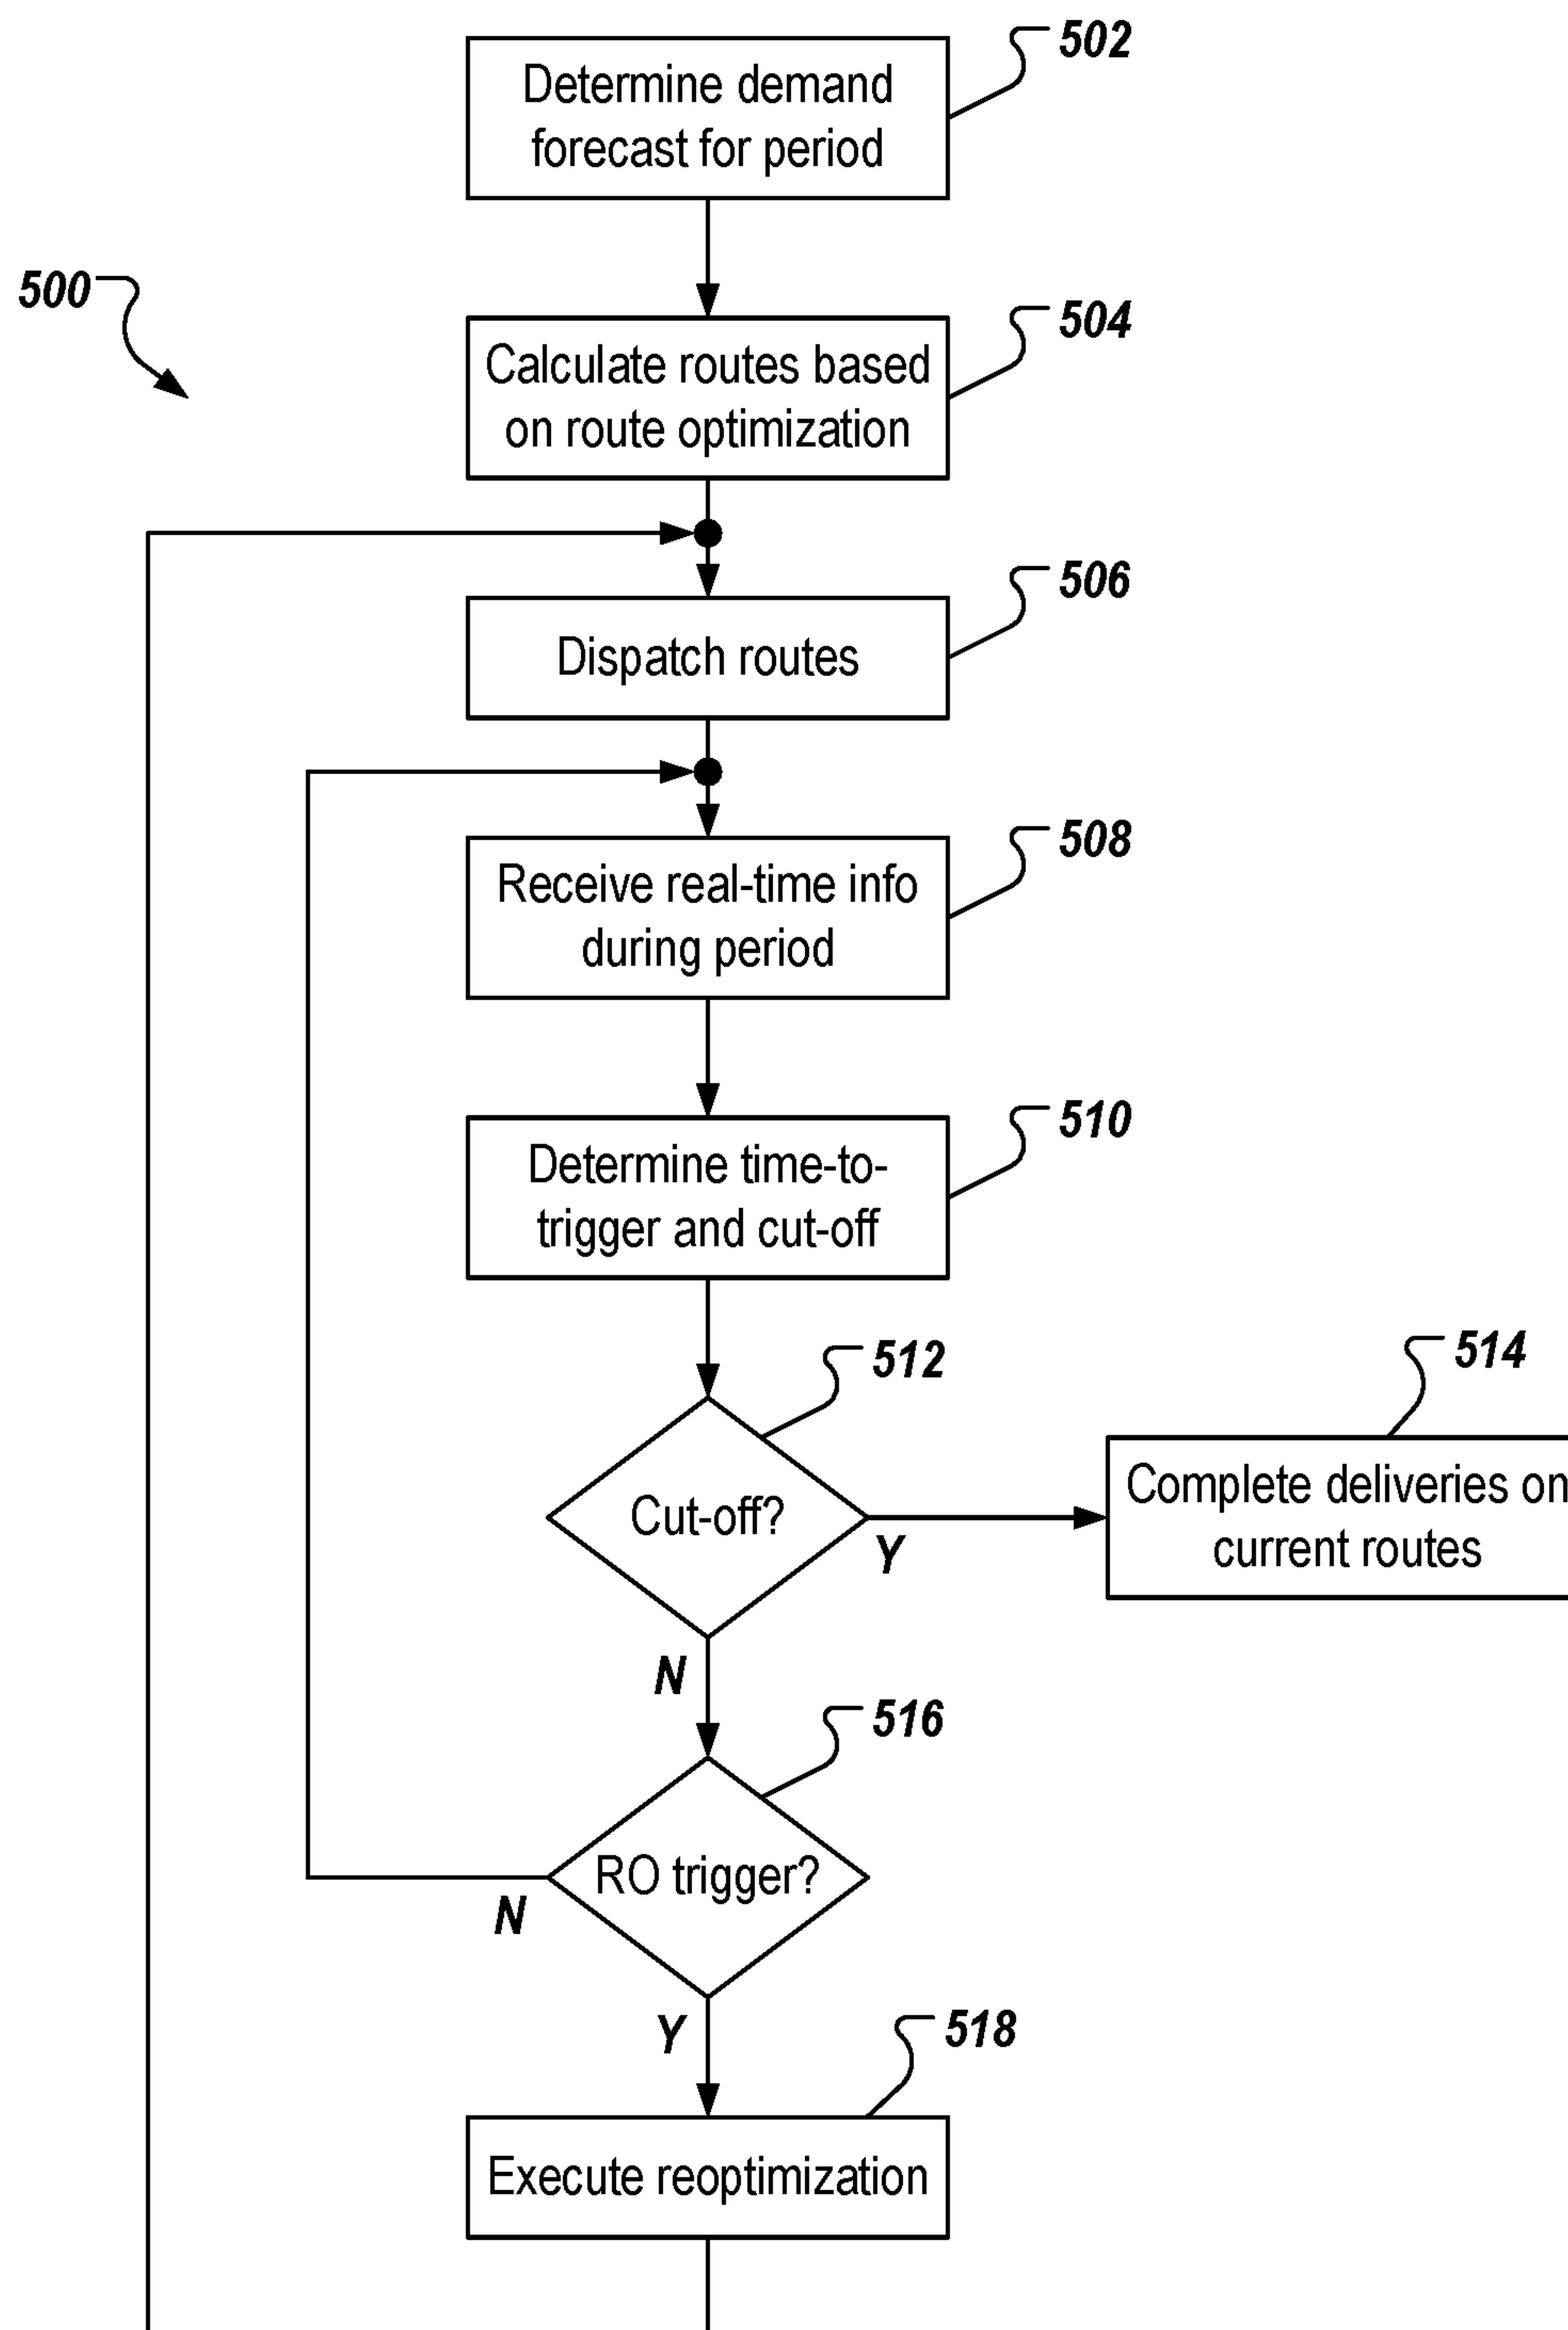 502
Determine demand
forecast for period
500
504
Calculate routes based
on route optimization
506
Dispatch routes
508
Receive real-time info
during period
510
Determine time-to-
trigger and cut-off
512
514
Cut-off?
Y
Complete deliveries on
current routes
N
516
RO trigger?
N
Y
518
Execute reoptimization